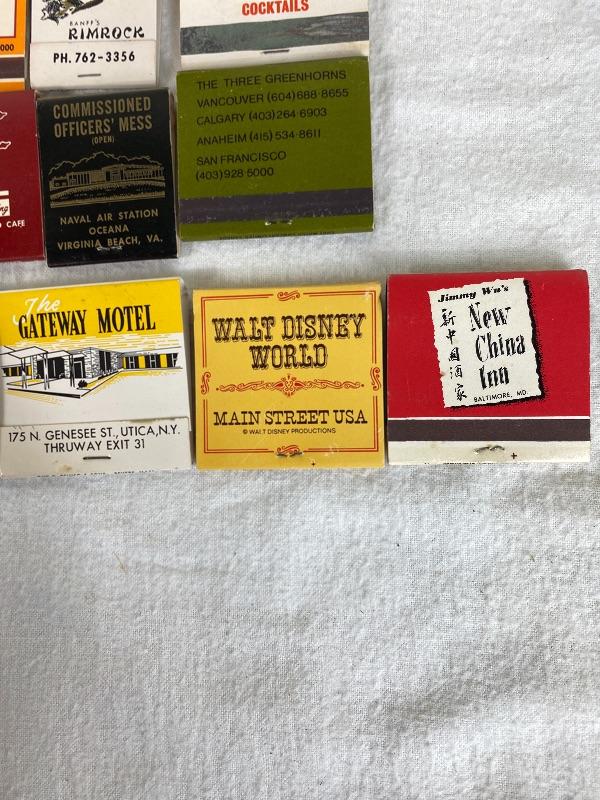 COCKTAILS
BANFF'S
RIMROCK
PH. 762-3356
000
COMMISSIONED
OFFICERS' MESS
(OPEN)
NAVAL AIR STATION
OCEANA
VIRGINIA BEACH, VA.
THE THREE GREENHORNS
VANCOUVER (604) 688-8655
CALGARY (403) 264-6903
ANAHEIM (415) 534-8611
SAN FRANCISCO
(403) 928-5000
CAFE
The
GATEWAY MOTEL
175 N. GENESEE ST., UTICA, N.Y.
THRUWAY EXIT 31
WALT DISNEY
WORLD
MAIN STREET USA
© WALT DISNEY PRODUCTIONS
Jimmy Wu's
New
China
Inn
新中國酒家
BALTIMORE, MD.